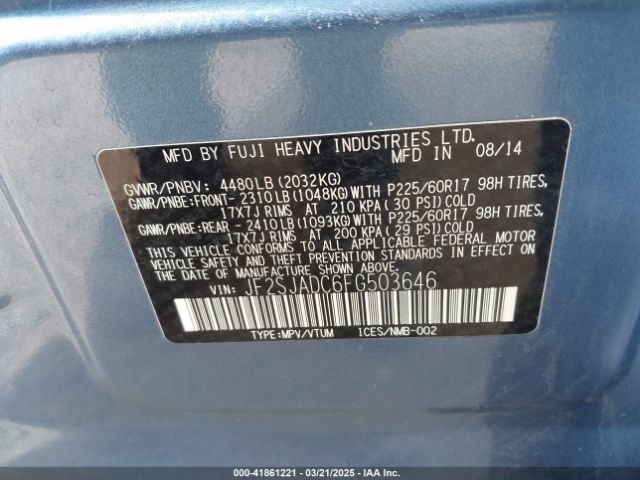 MFD BY FUJI HEAVY INDUSTRIES LTD.
MFD IN 08/14
GVWR/PNBV: 4480LB(2032KG)
GAWR/PNBE:FRONT- 2310LB(1048KG)WITH P225/60R17 98H TIRES,
17X7J RIMS AT 210 KPA( 30 PSI)COLD
GAWR/PNBE:REAR - 2410LB(1093KG)WITH P225/60R17 98H TIRES,
17X7J RIMS AT 200 KPA( 29 PSI)COLD
THIS VEHICLE CONFORMS TO ALL APPLICABLE FEDERAL MOTOR
VEHICLE SAFETY AND THEFT PREVENTION STANDARDS IN EFFECT ON
THE DATE OF MANUFACTURE SHOWN ABOVE.
VIN: JF2SJADC6FG503646
TYPE:MPV/VTUM ICES/NMB-002
000-41861221 | 03/21/2025 | IAAI.COM